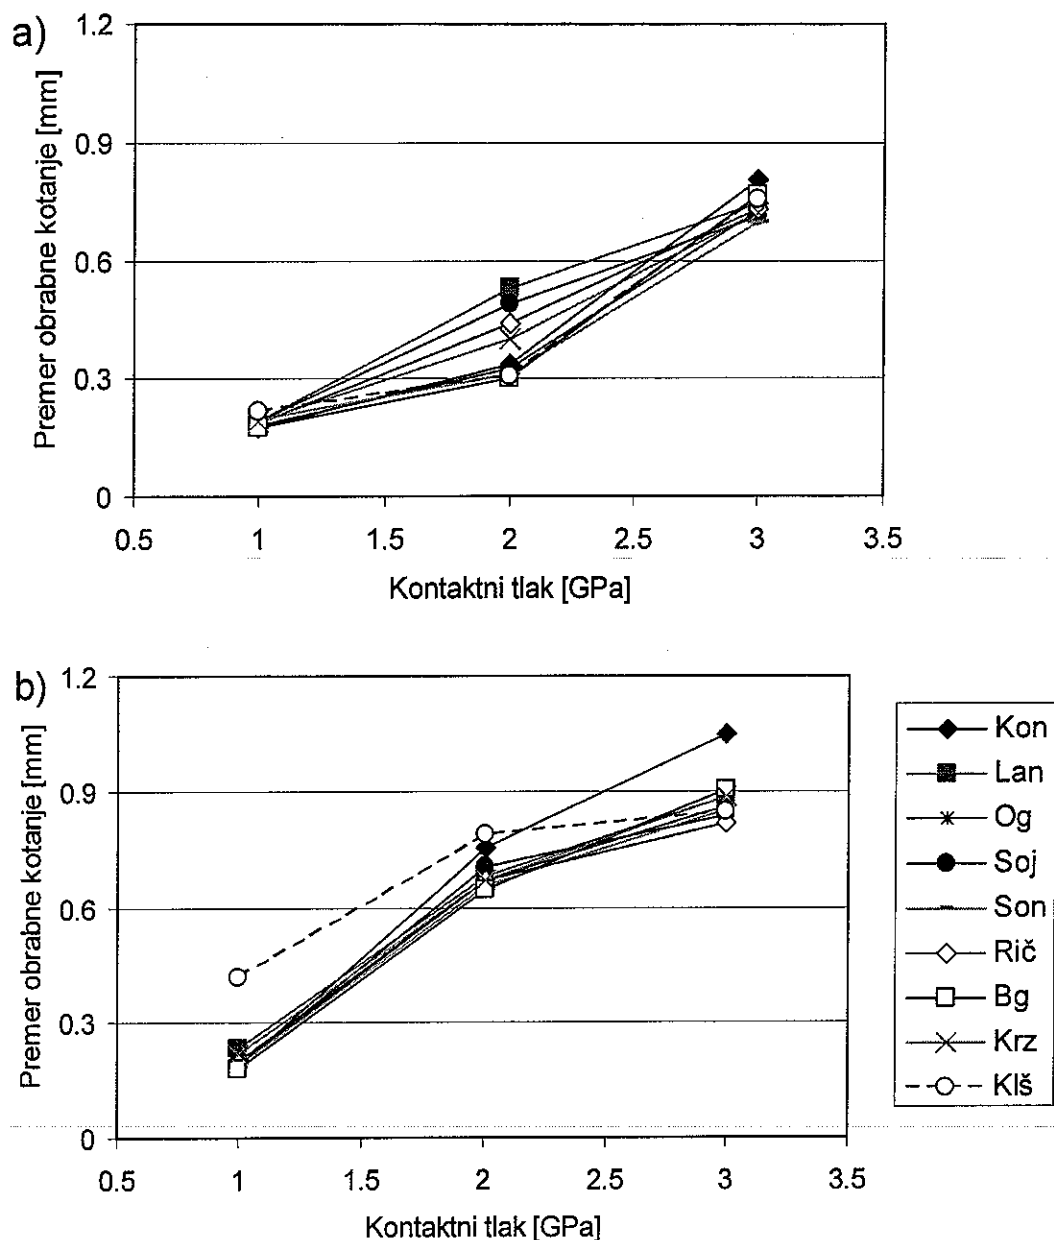 a)
Premer obrabne kotanje [mm]
1.2
0.9
0.6
0.3
0
0.5 1 1.5 2 2.5 3 3.5
Kontaktni tlak [GPa]
b)
Premer obrabne kotanje [mm]
1.2
0.9
0.6
0.3
0
0.5 1 1.5 2 2.5 3 3.5
Kontaktni tlak [GPa]
Kon
Lan
Og
Soj
Son
Rič
Bg
Krz
Klš